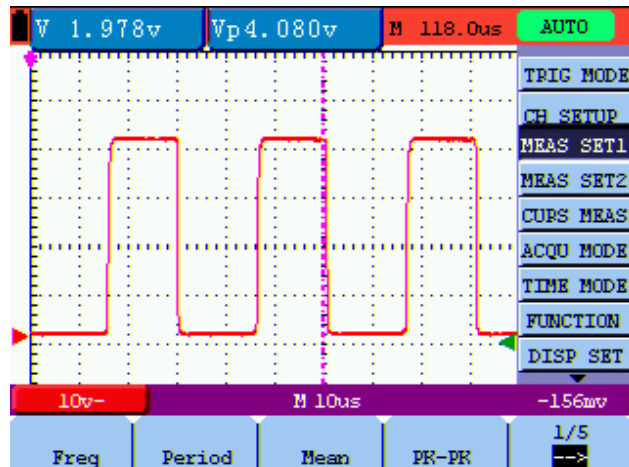 V 1.978v
Vp4.080v
M 118.0us
AUTO
TRIG MODE
CH SETUP
MEAS SET1
MEAS SET2
CURS MEAS
ACQU MODE
TIME MODE
FUNCTION
DISP SET
10v-
M 10us
-156mv
Freq
Period
Mean
PK-PK
1/5
-->